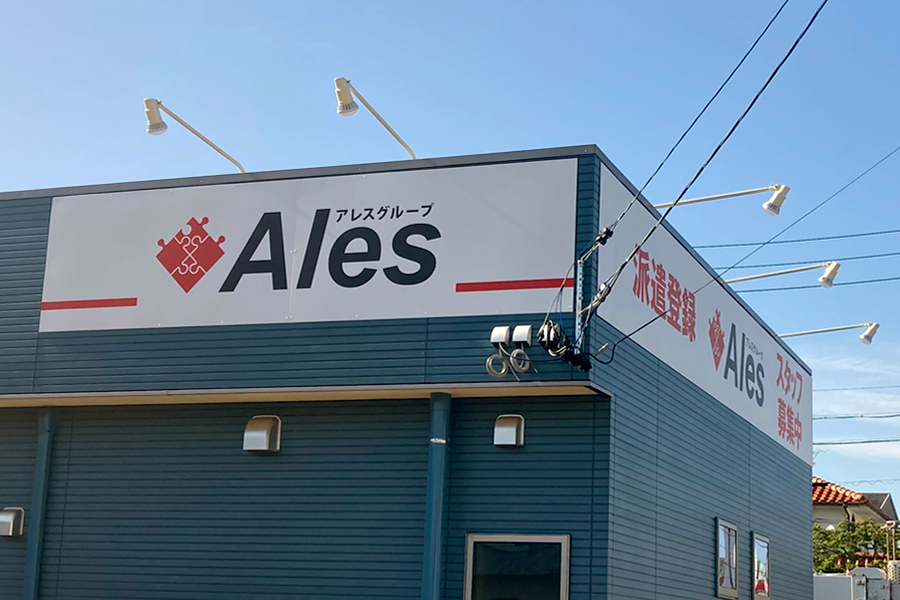 アレスグループ
Ales
派遣登録
アレスグループ
Ales
スタッフ
募集中